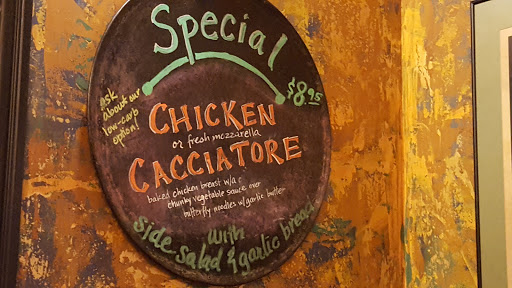 Special
$8.95
ask
about our
low-carb
option!
CHICKEN
or fresh mozzarella
CACCIATORE
baked chicken breast w/a c
chunky vegetable sauce over
butterfly noodles w/garlic butter
with
side-salad & garlic bread